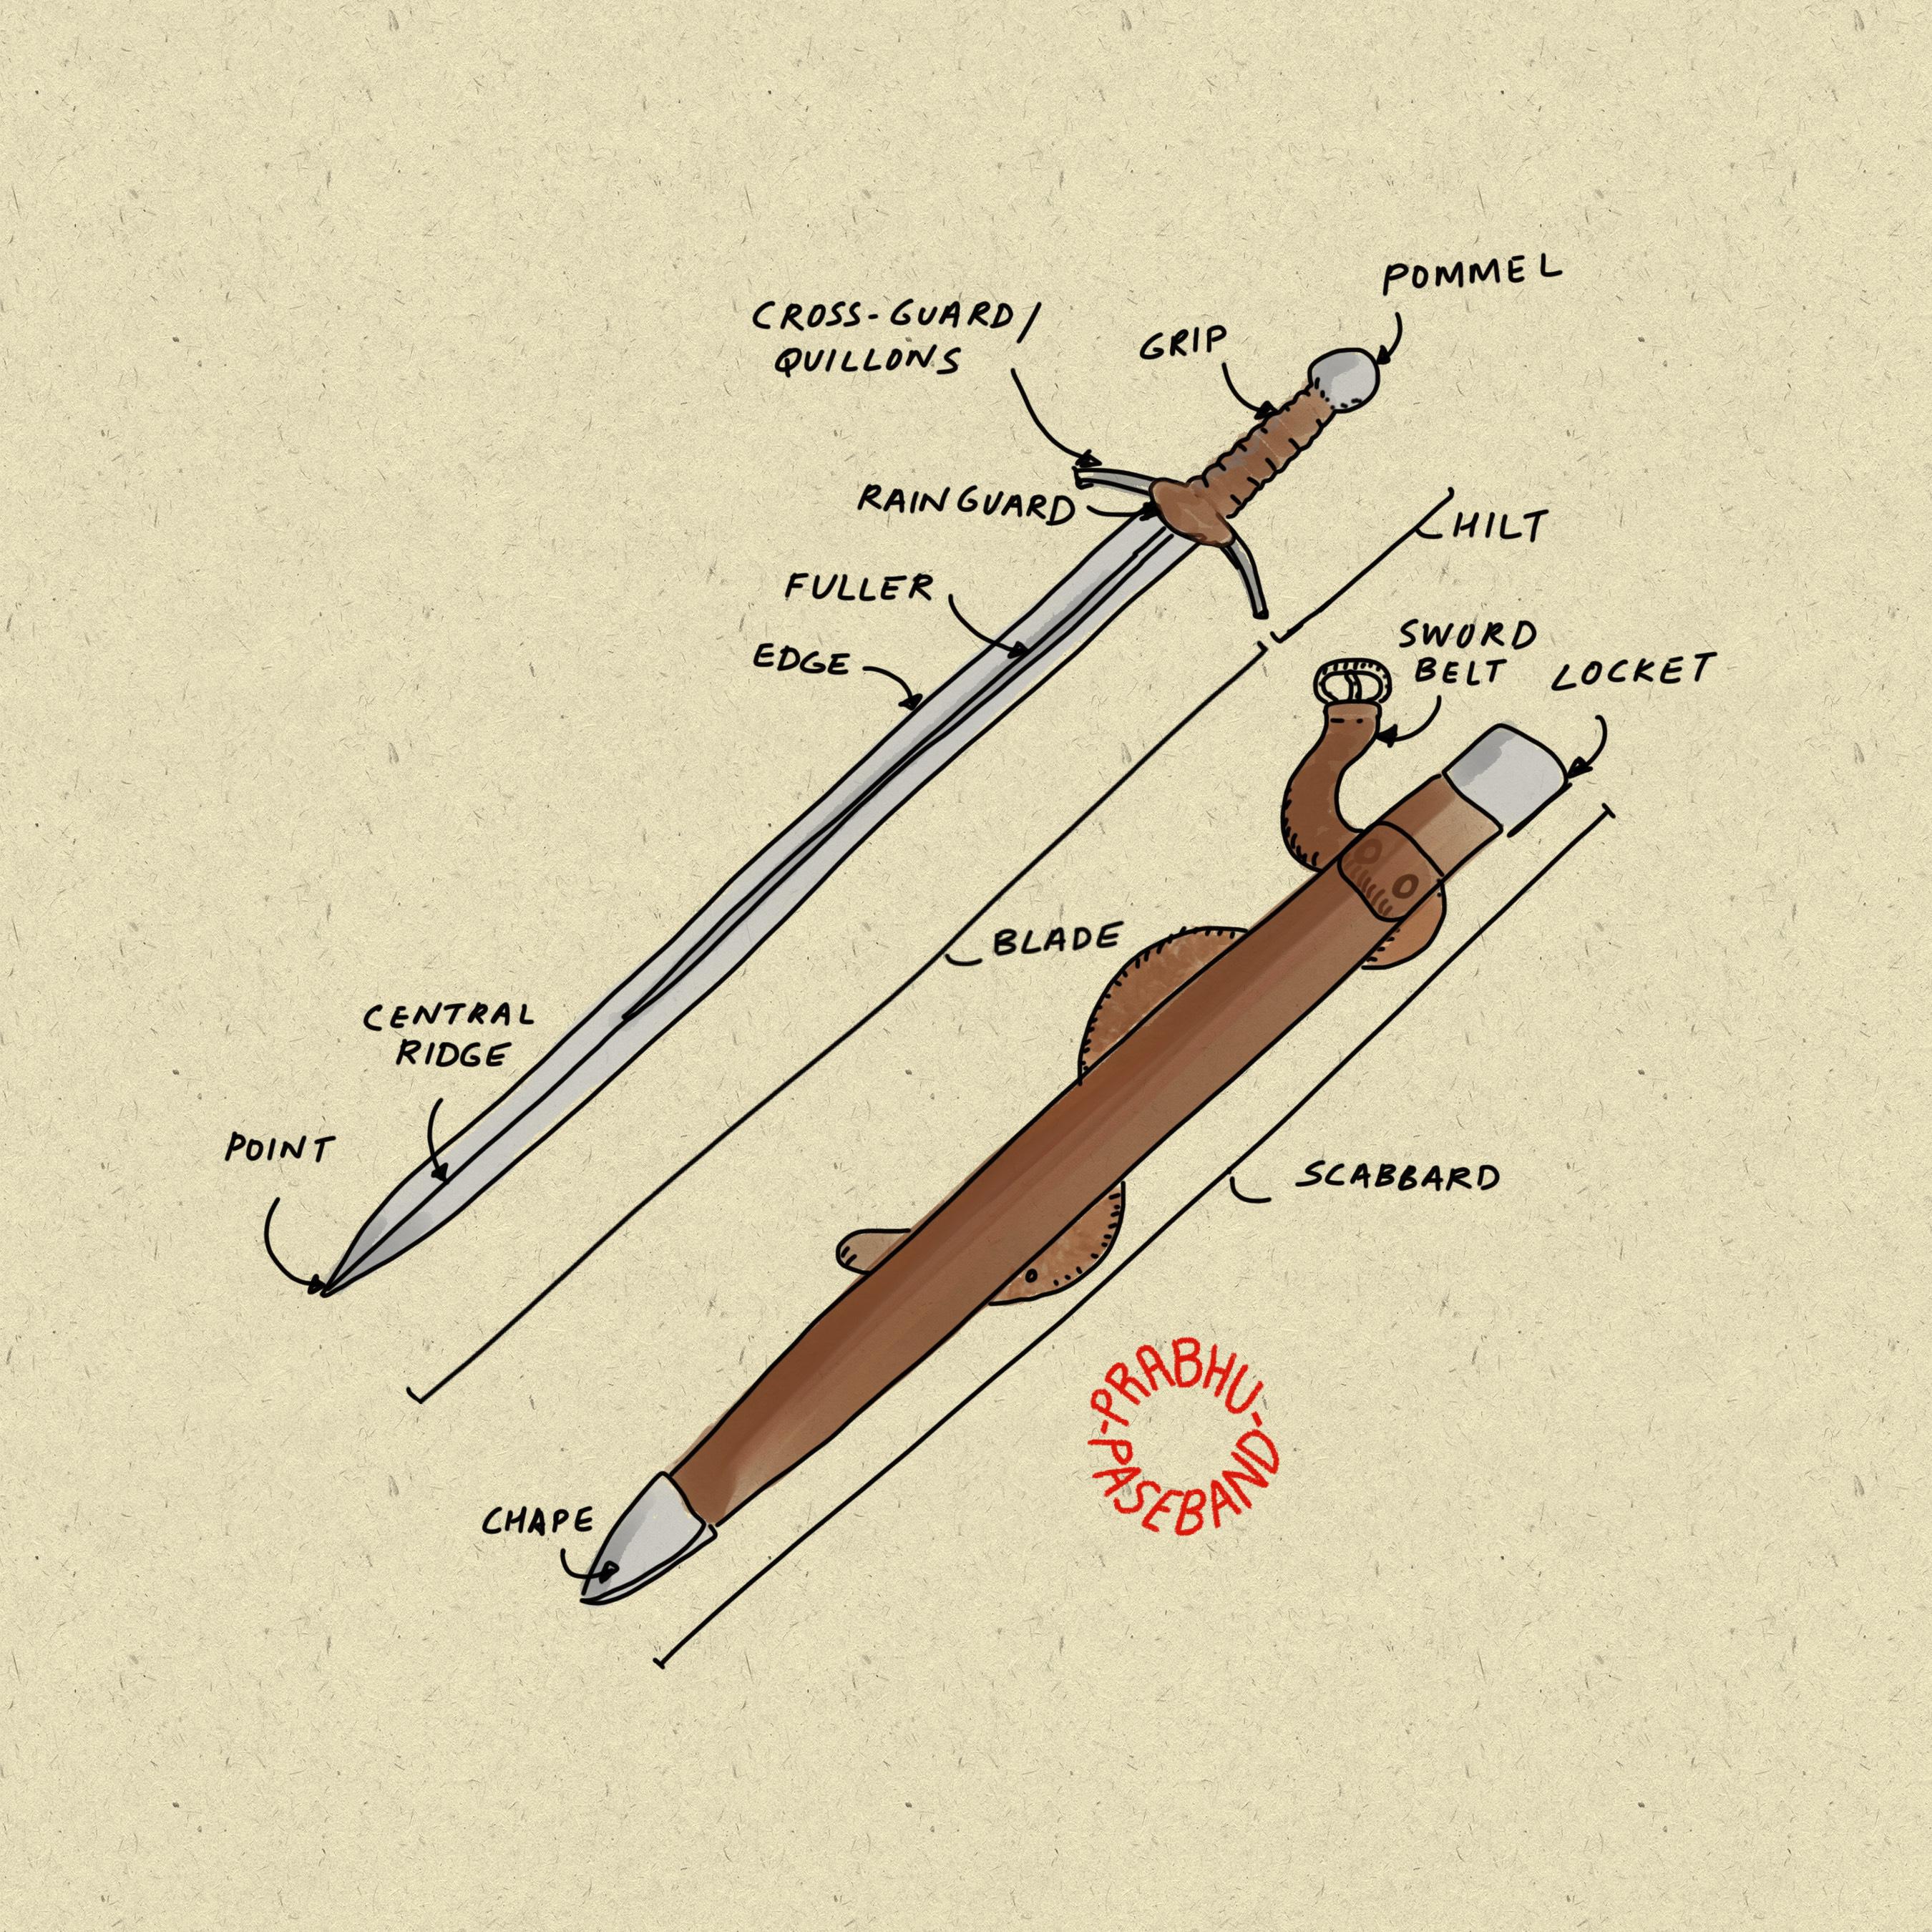 POMMEL
CROSS-GUARD/
QUILLONS
GRIP
RAIN GUARD
HILT
FULLER
EDGE
SWORD
BELT
LOCKET
BLADE
CENTRAL
RIDGE
POINT
SCABBARD
CHAPE
-PRABHU-
PASEBAND